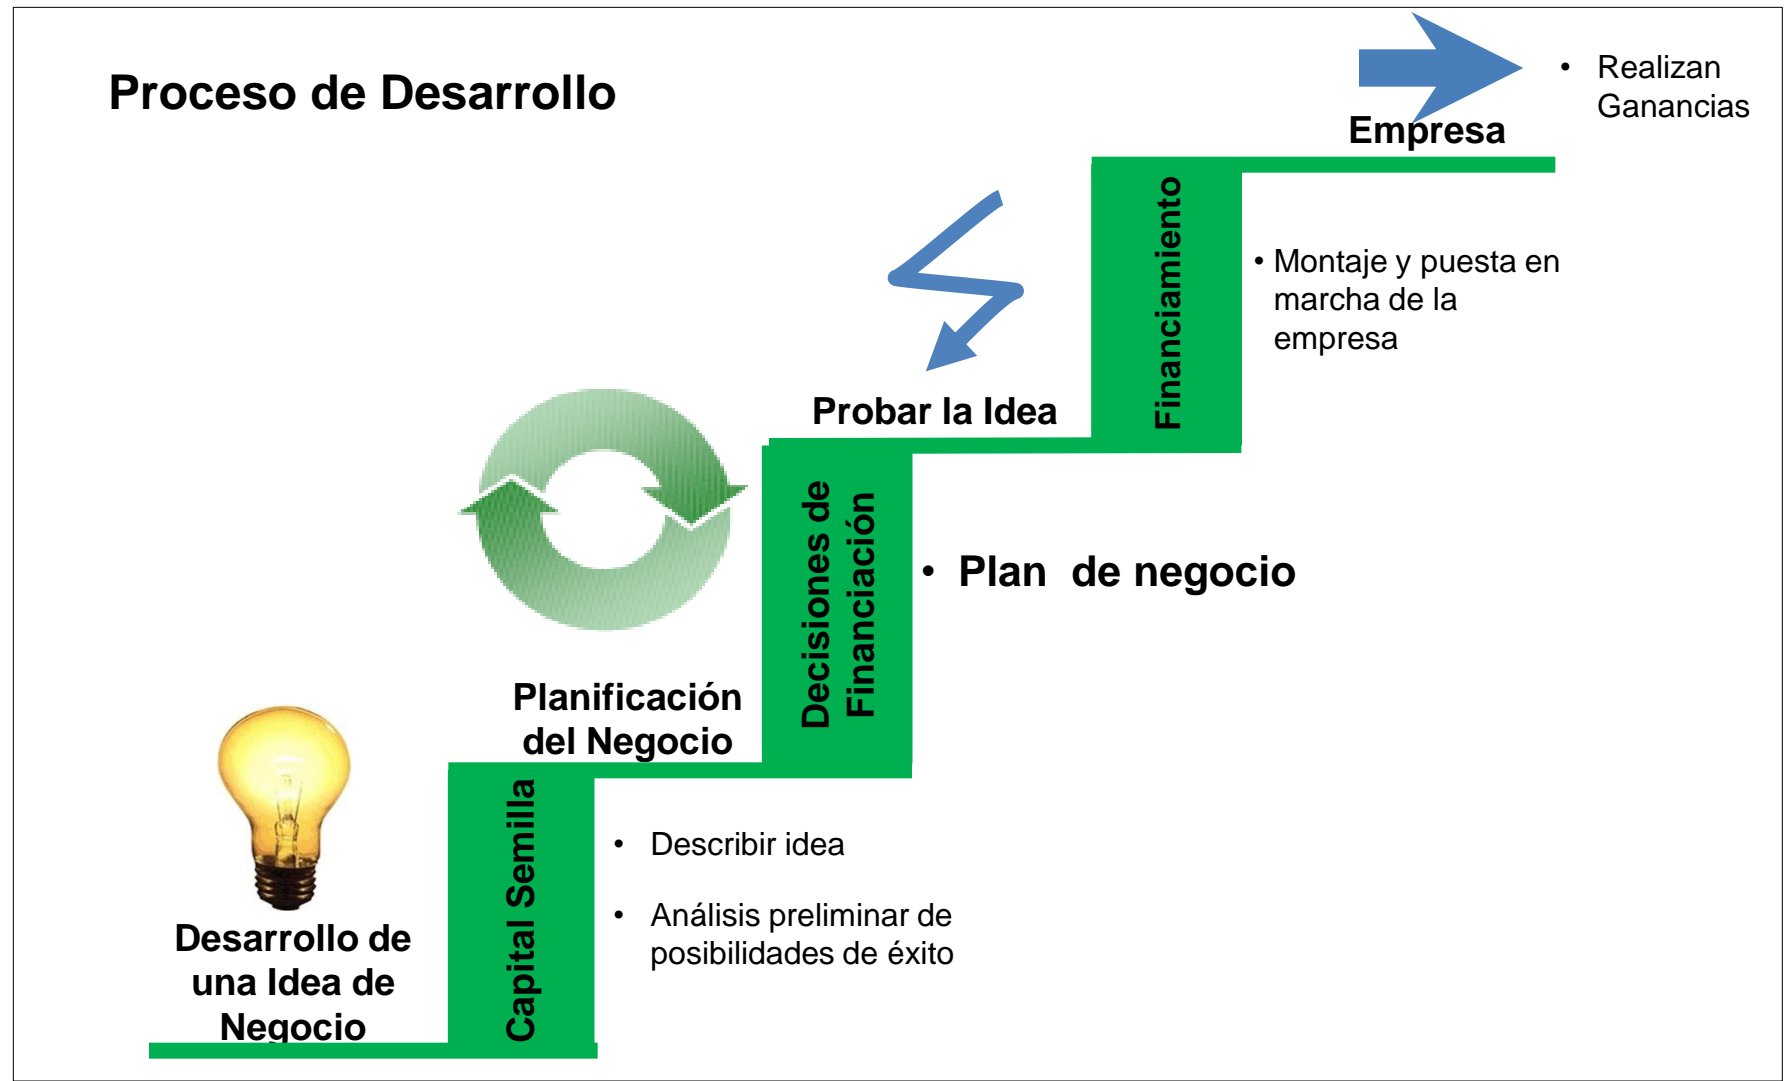 Proceso de Desarrollo
• Realizan
Ganancias
Empresa
Financiamiento
• Montaje y puesta en
marcha de la
empresa
Probar la Idea
Decisiones de
Financiación
• Plan de negocio
Planificación
del Negocio
Capital Semilla
• Describir idea
• Análisis preliminar de
posibilidades de éxito
Desarrollo de
una Idea de
Negocio